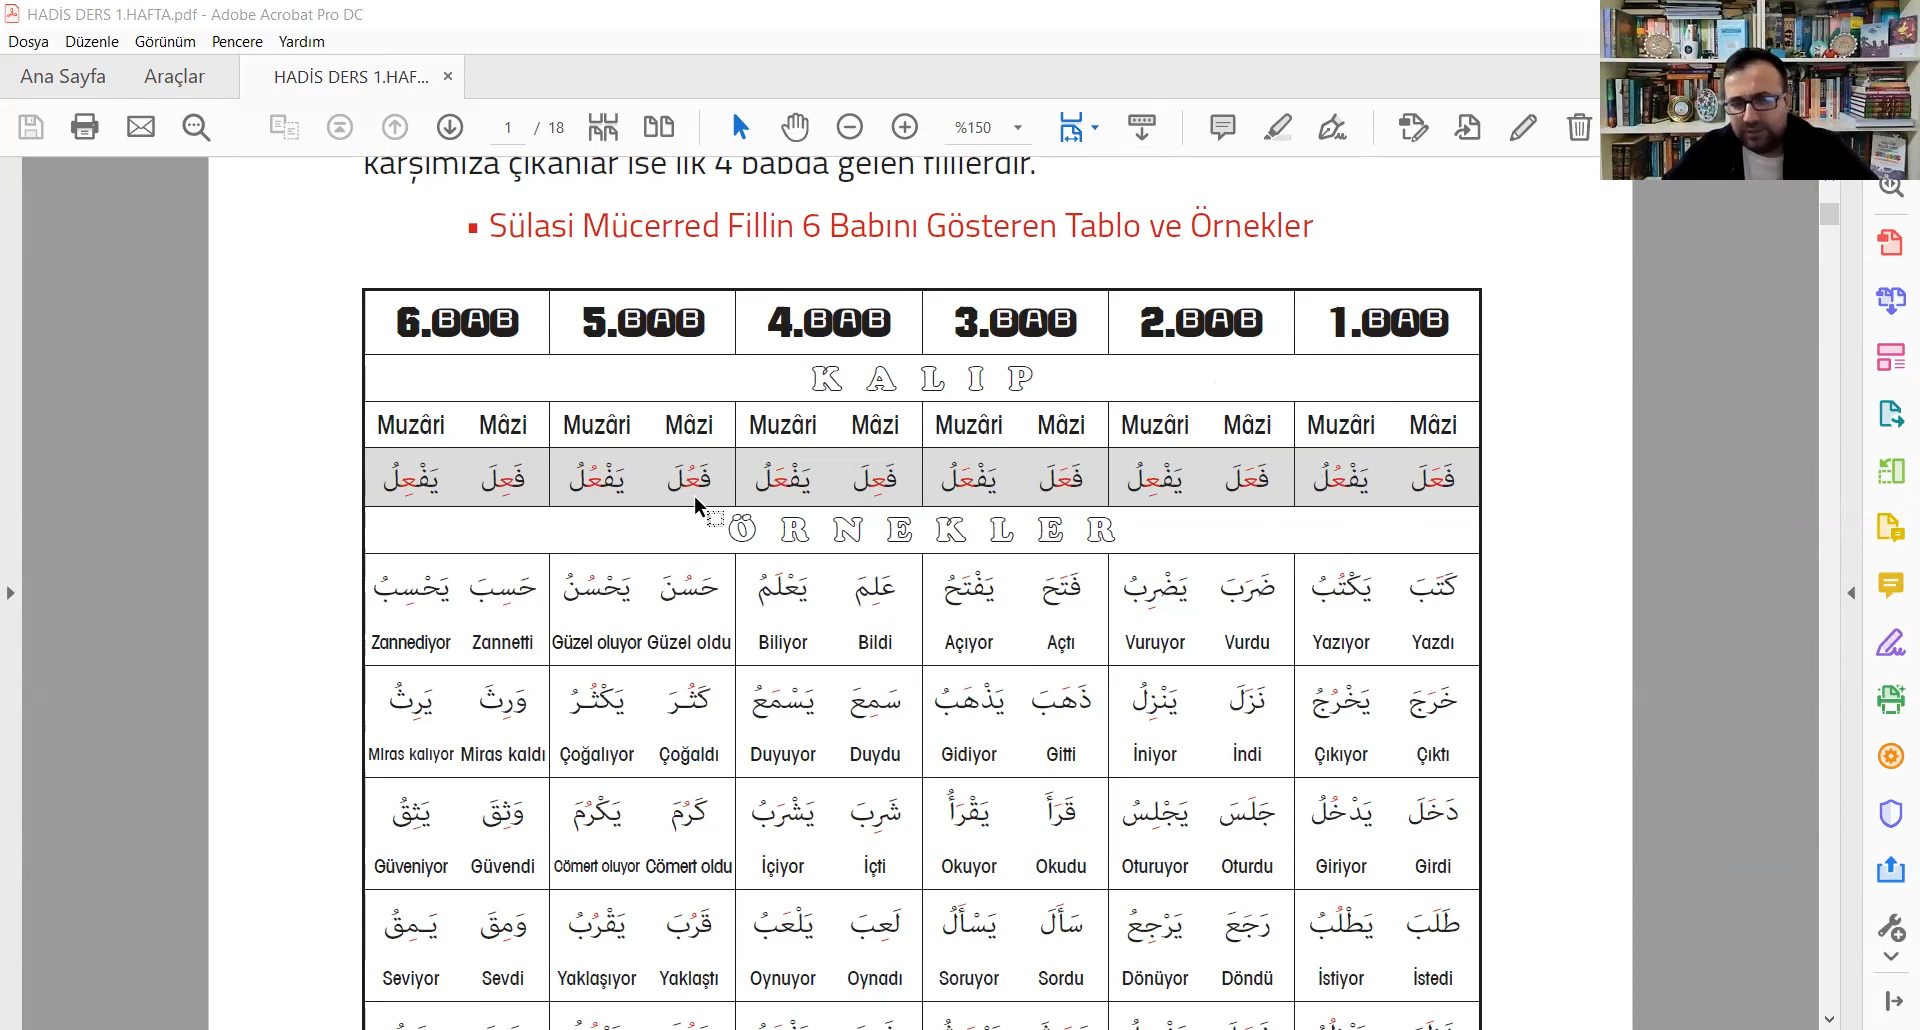 HADİS DERS 1.HAFTA.pdf - Adobe Acrobat Pro DC
Dosya Düzenle Görünüm Pencere Yardım
Ana Sayfa Araçlar HADİS DERS 1.HAF... ×
1 / 18 %150
karşımıza çıkanlar ise ilk 4 babda gelen fiillerdir.
▪ Sülasi Mücerred Fillin 6 Babını Gösteren Tablo ve Örnekler
6.BAB 5.BAB 4.BAB 3.BAB 2.BAB 1.BAB
KALIP
Muzâri Mâzi Muzâri Mâzi Muzâri Mâzi Muzâri Mâzi Muzâri Mâzi Muzâri Mâzi
يَفْعِلُ فَعِلَ يَفْعُلُ فَعُلَ يَفْعَلُ فَعِلَ يَفْعَلُ فَعَلَ يَفْعِلُ فَعَلَ يَفْعُلُ فَعَلَ
ÖRNEKLER
يَحْسِبُ حَسِبَ يَحْسُنُ حَسُنَ يَعْلَمُ عَلِمَ يَفْتَحُ فَتَحَ يَضْرِبُ ضَرَبَ يَكْتُبُ كَتَبَ
Zannediyor Zannetti Güzel oluyor Güzel oldu Biliyor Bildi Açıyor Açtı Vuruyor Vurdu Yazıyor Yazdı
يَرِثُ وَرِثَ يَكْثُـرُ كَثُـرَ يَسْمَعُ سَمِعَ يَذْهَبُ ذَهَبَ يَنْزِلُ نَزَلَ يَخْرُجُ خَرَجَ
Miras kalıyor Miras kaldı Çoğalıyor Çoğaldı Duyuyor Duydu Gidiyor Gitti İniyor İndi Çıkıyor Çıktı
يَثِقُ وَثِقَ يَكْرُمَ كَرُمَ يَشْرَبُ شَرِبَ يَقْرَأُ قَرَأَ يَجْلِسُ جَلَسَ يَدْخُلُ دَخَلَ
Güveniyor Güvendi Cömert oluyor Cömert oldu İçiyor İçti Okuyor Okudu Oturuyor Oturdu Giriyor Girdi
يَـمِقُ وَمِقَ يَقْرُبُ قَرُبَ يَلْعَبُ لَعِبَ يَسْأَلُ سَأَلَ يَرْجِعُ رَجَعَ يَطْلُبُ طَلَبَ
Seviyor Sevdi Yaklaşıyor Yaklaştı Oynuyor Oynadı Soruyor Sordu Dönüyor Döndü İstiyor İstedi